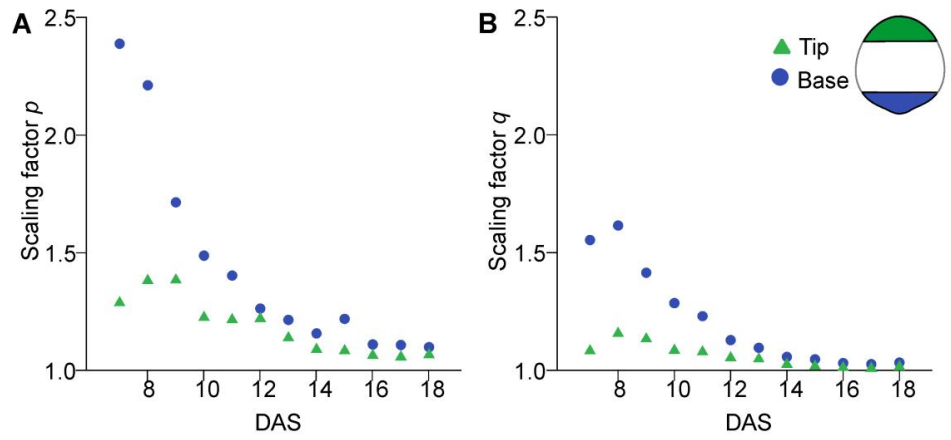 A
Scaling factor p
2.5
2.0
1.5
1.0
8 10 12 14 16 18
DAS
B
Scaling factor q
2.5
2.0
1.5
1.0
8 10 12 14 16 18
DAS
Tip
Base